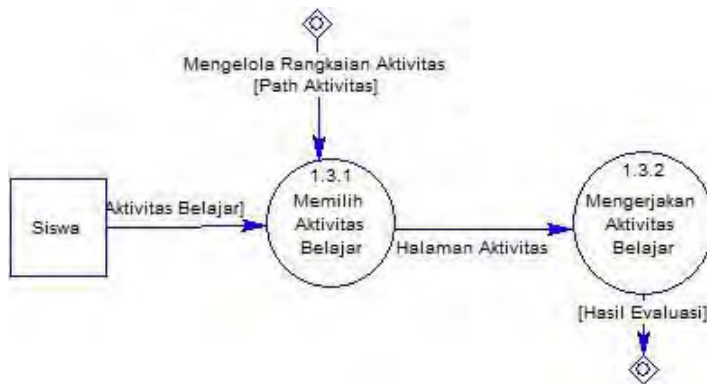 Mengelola Rangkaian Aktivitas
[Path Aktivitas]
Siswa
Aktivitas Belajar]
1.3.1
Memilih
Aktivitas
Belajar
Halaman Aktivitas
1.3.2
Mengerjakan
Aktivitas
Belajar
[Hasil Evaluasi]